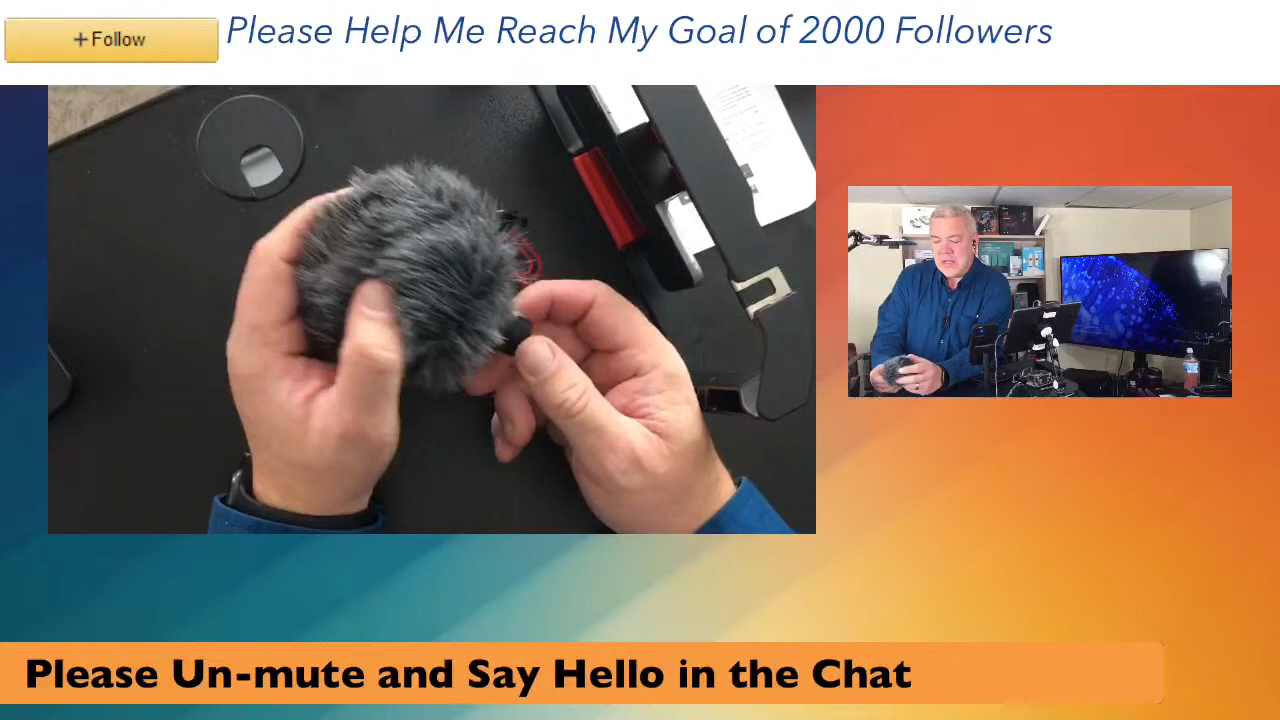 +Follow
Please Help Me Reach My Goal of 2000 Followers
Please Un-mute and Say Hello in the Chat